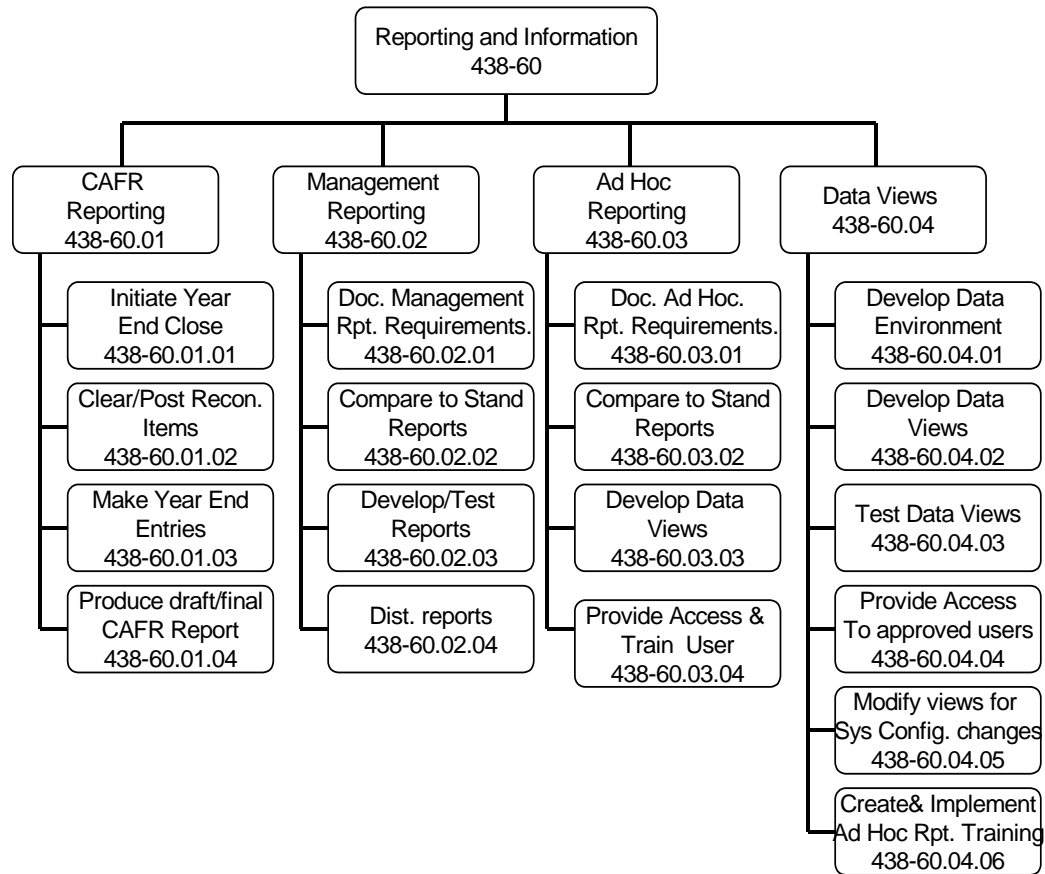 Reporting and Information
438-60
CAFR
Reporting
438-60.01
Management
Reporting
438-60.02
Ad Hoc
Reporting
438-60.03
Data Views
438-60.04
Initiate Year
End Close
438-60.01.01
Clear/Post Recon.
Items
438-60.01.02
Make Year End
Entries
438-60.01.03
Produce draft/final
CAFR Report
438-60.01.04
Doc. Management
Rpt. Requirements.
438-60.02.01
Compare to Stand
Reports
438-60.02.02
Develop/Test
Reports
438-60.02.03
Dist. reports
438-60.02.04
Doc. Ad Hoc.
Rpt. Requirements.
438-60.03.01
Compare to Stand
Reports
438-60.03.02
Develop Data
Views
438-60.03.03
Provide Access &
Train User
438-60.03.04
Develop Data
Environment
438-60.04.01
Develop Data
Views
438-60.04.02
Test Data Views
438-60.04.03
Provide Access
To approved users
438-60.04.04
Modify views for
Sys Config. changes
438-60.04.05
Create& Implement
Ad Hoc Rpt. Training
438-60.04.06